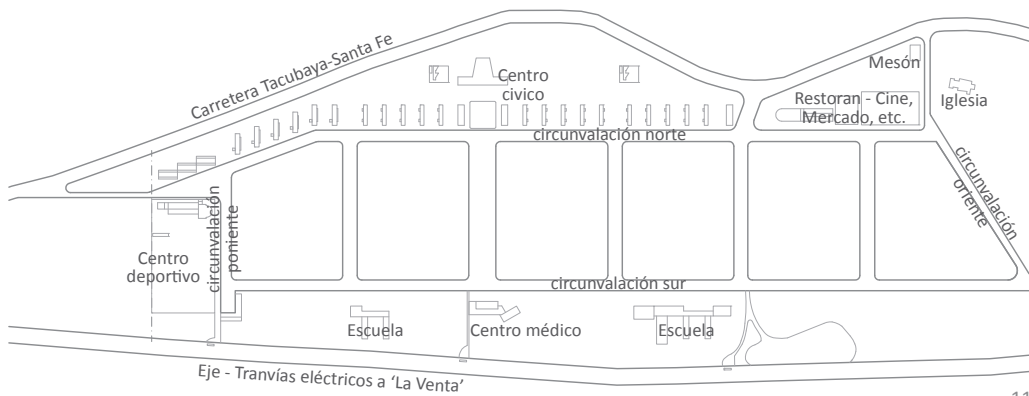 Carretera Tacubaya-Santa Fe
Centro
civico
Mesón
Restoran - Cine,
Mercado, etc.
Iglesia
circunvalación norte
circunvalación
oriente
circunvalación
poniente
Centro
deportivo
circunvalación sur
Escuela
Centro médico
Escuela
Eje - Tranvías eléctricos a ‘La Venta’